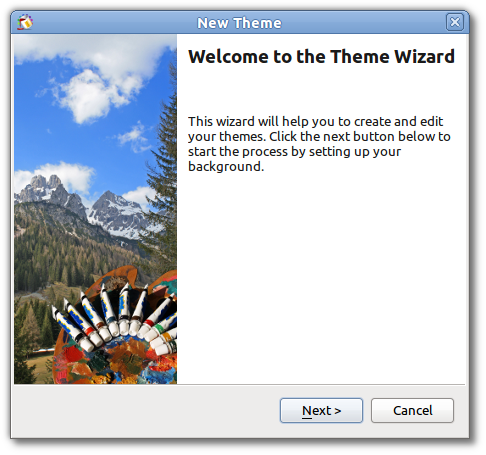 New Theme
Welcome to the Theme Wizard
This wizard will help you to create and edit
your themes. Click the next button below to
start the process by setting up your
background.
Next >
Cancel